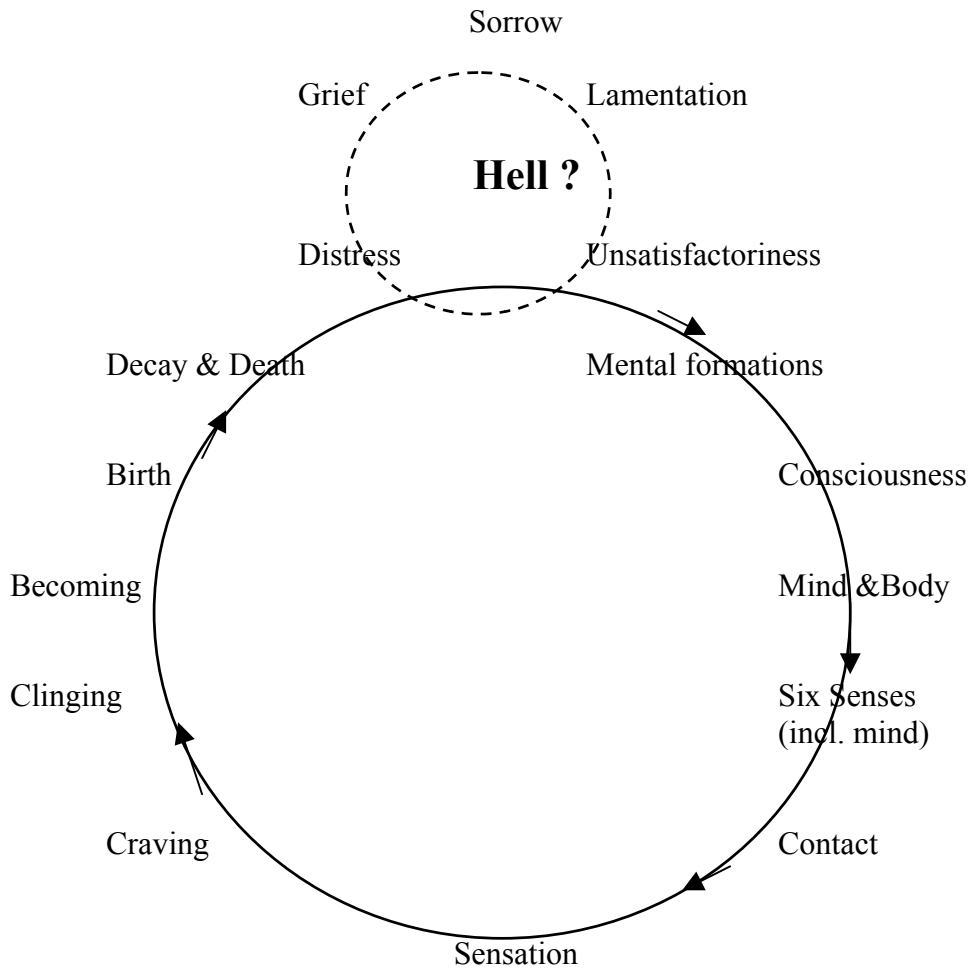 Sorrow
Grief
Lamentation
Hell ?
Distress
Unsatisfactoriness
Decay & Death
Mental formations
Birth
Consciousness
Becoming
Mind &Body
Clinging
Six Senses
(incl. mind)
Craving
Contact
Sensation